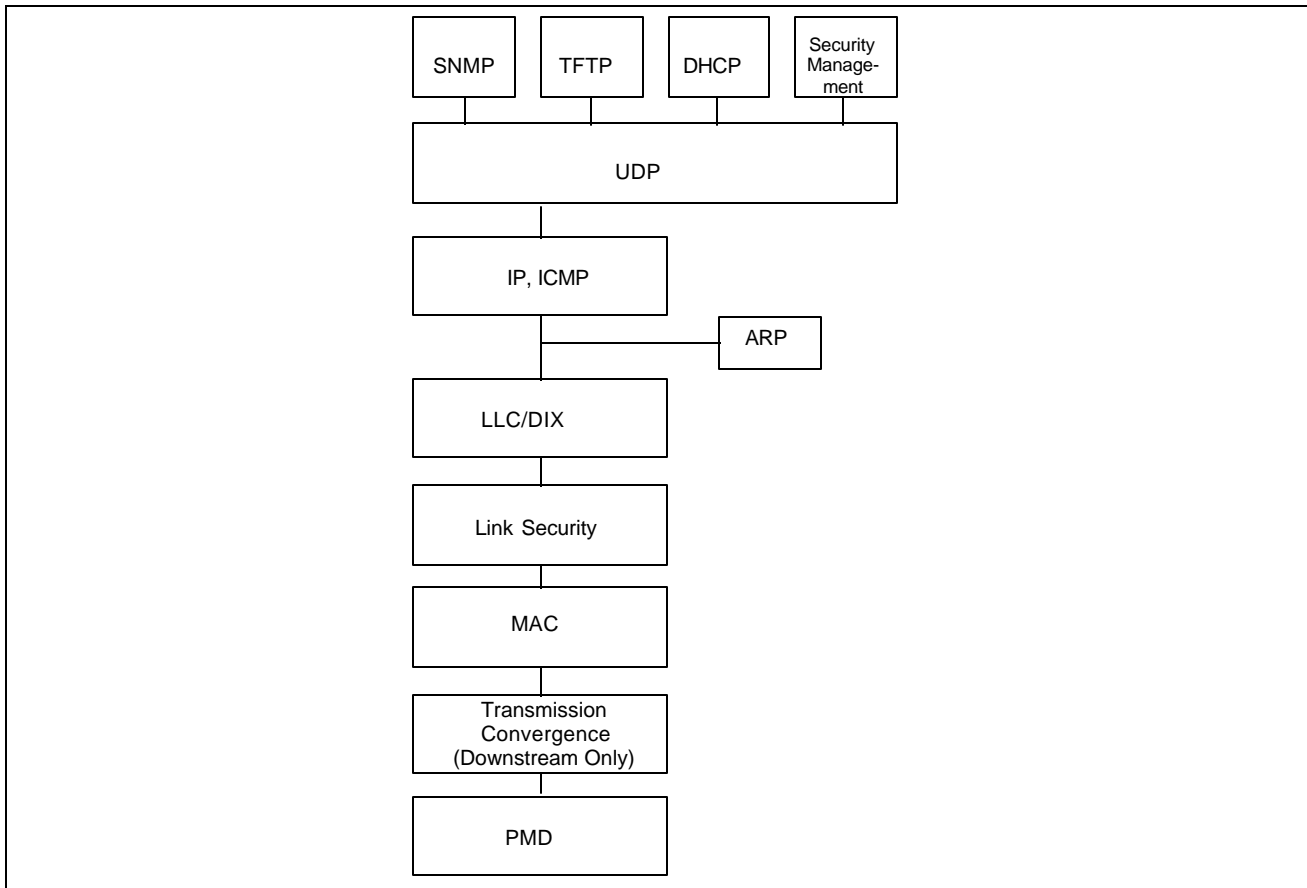 SNMP
TFTP
DHCP
Security
Manage-
ment
UDP
IP, ICMP
ARP
LLC/DIX
Link Security
MAC
Transmission
Convergence
(Downstream Only)
PMD